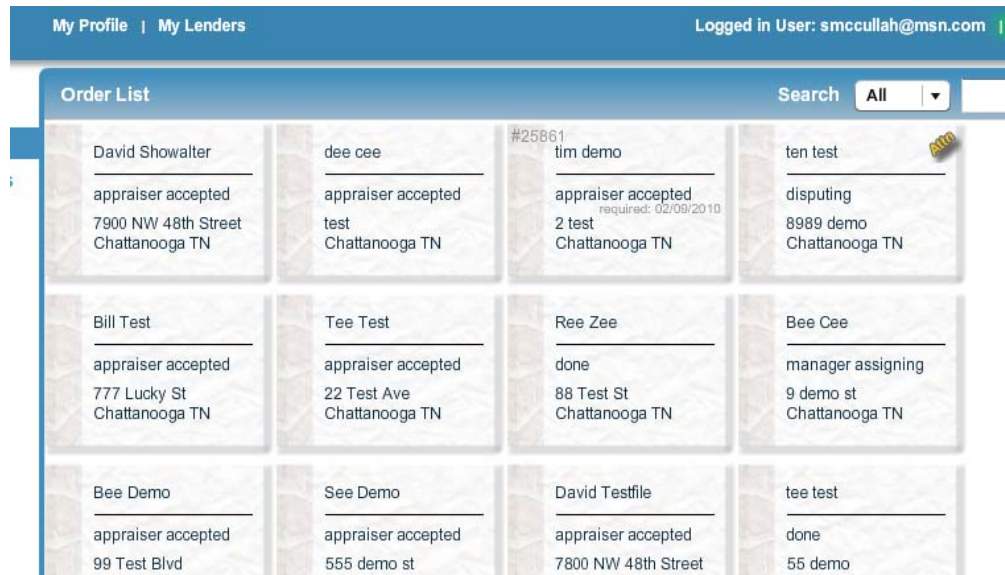 My Profile | My Lenders
Logged in User: smccullah@msn.com |
Order List
Search All
David Showalter
appraiser accepted
7900 NW 48th Street
Chattanooga TN
dee cee
appraiser accepted
test
Chattanooga TN
#25861
tim demo
appraiser accepted
required: 02/09/2010
2 test
Chattanooga TN
Attn
ten test
disputing
8989 demo
Chattanooga TN
Bill Test
appraiser accepted
777 Lucky St
Chattanooga TN
Tee Test
appraiser accepted
22 Test Ave
Chattanooga TN
Ree Zee
done
88 Test St
Chattanooga TN
Bee Cee
manager assigning
9 demo st
Chattanooga TN
Bee Demo
appraiser accepted
99 Test Blvd
See Demo
appraiser accepted
555 demo st
David Testfile
appraiser accepted
7800 NW 48th Street
tee test
done
55 demo